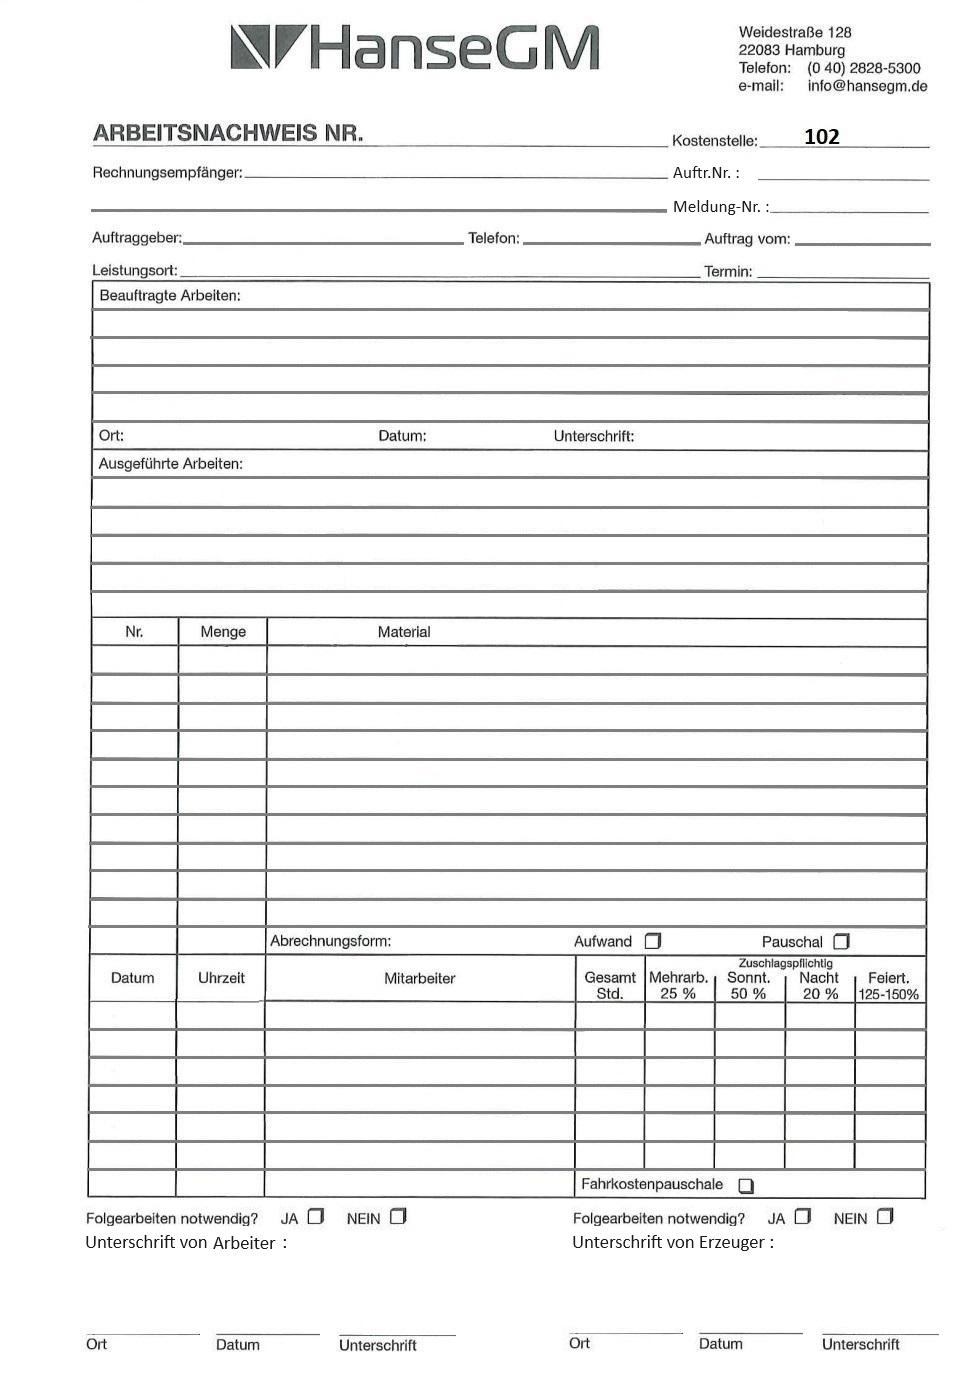 HanseGM
Weidestraße 128
22083 Hamburg
Telefon: (0 40) 2828-5300
e-mail: info@hansegm.de
ARBEITSNACHWEIS NR.
Kostenstelle: 102
Rechnungsempfänger:
Auftr.Nr. :
Meldung-Nr. :
Auftraggeber: Telefon: Auftrag vom:
Leistungsort: Termin:
Beauftragte Arbeiten:
Ort: Datum: Unterschrift:
Ausgeführte Arbeiten:
Nr. Menge Material
Abrechnungsform: Aufwand Pauschal
Zuschlagspflichtig
Datum Uhrzeit Mitarbeiter Gesamt Mehrarb. Sonnt. Nacht Feiert.
Std. 25 % 50 % 20 % 125-150%
Fahrkostenpauschale
Folgearbeiten notwendig? JA NEIN Folgearbeiten notwendig? JA NEIN
Unterschrift von Arbeiter : Unterschrift von Erzeuger :
Ort Datum Unterschrift Ort Datum Unterschrift